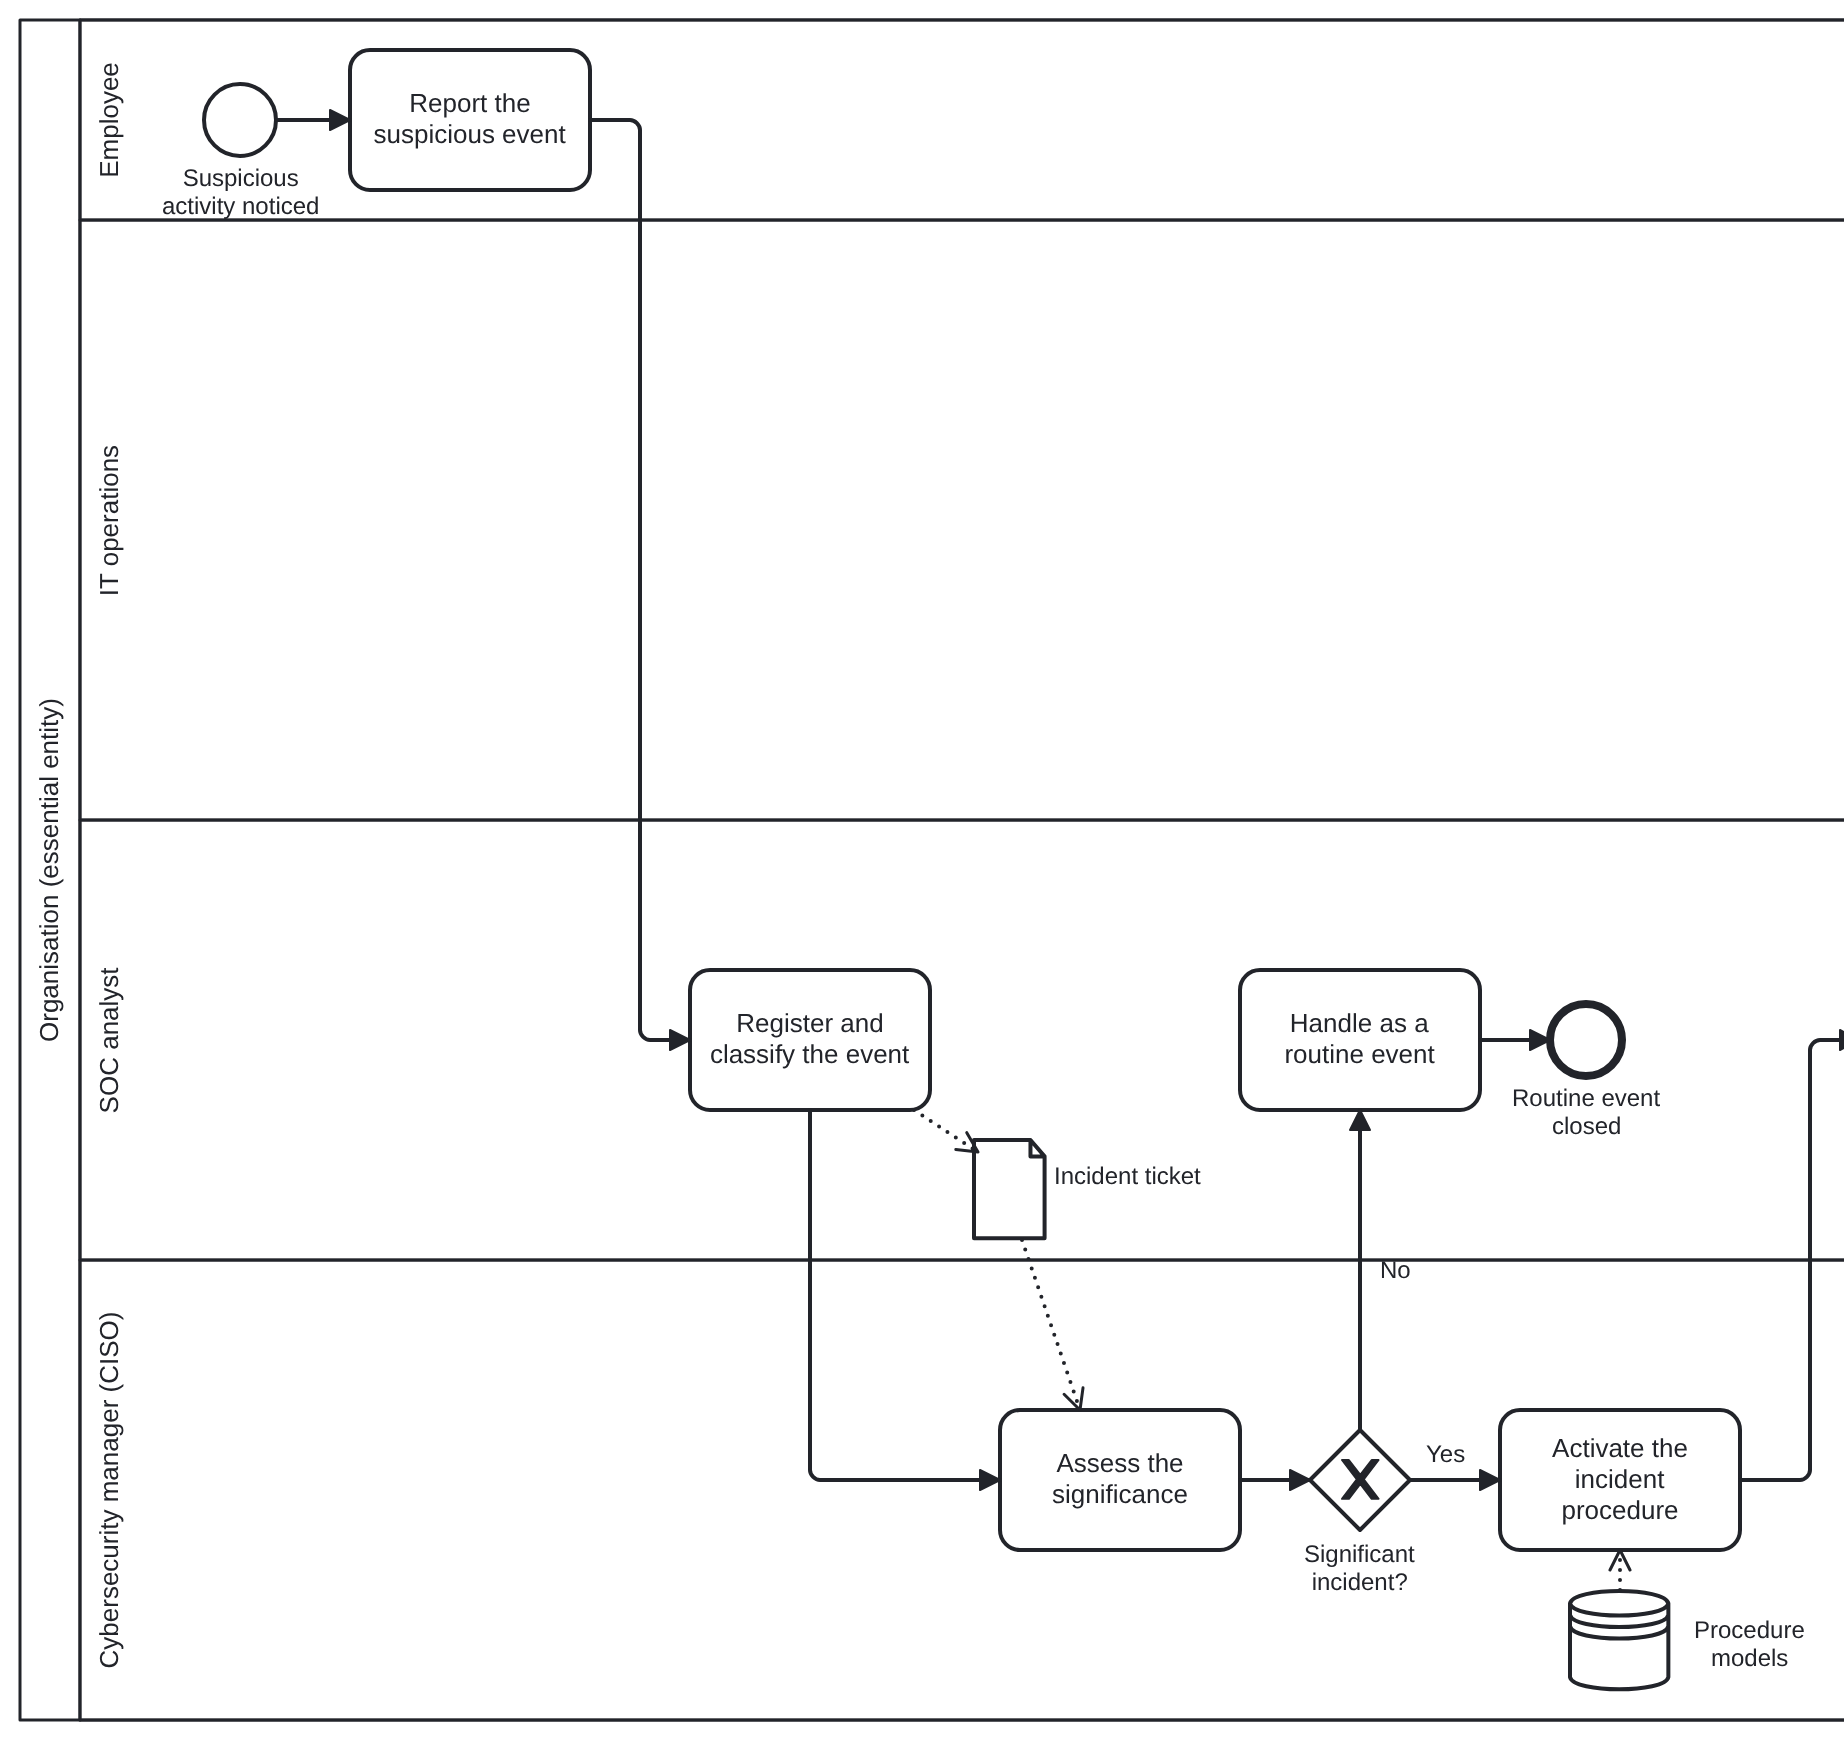 Organisation (essential entity)
Employee
Suspicious
activity noticed
Report the
suspicious event
IT operations
SOC analyst
Register and
classify the event
Incident ticket
Handle as a
routine event
Routine event
closed
No
Cybersecurity manager (CISO)
Assess the
significance
X
Significant
incident?
Yes
Activate the
incident
procedure
Procedure
models